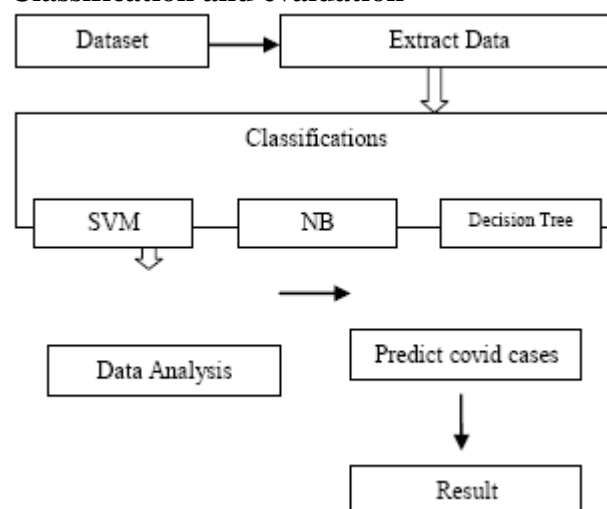 Classification and evaluation
Dataset
Extract Data
Classifications
SVM
NB
Decision Tree
Data Analysis
Predict covid cases
Result